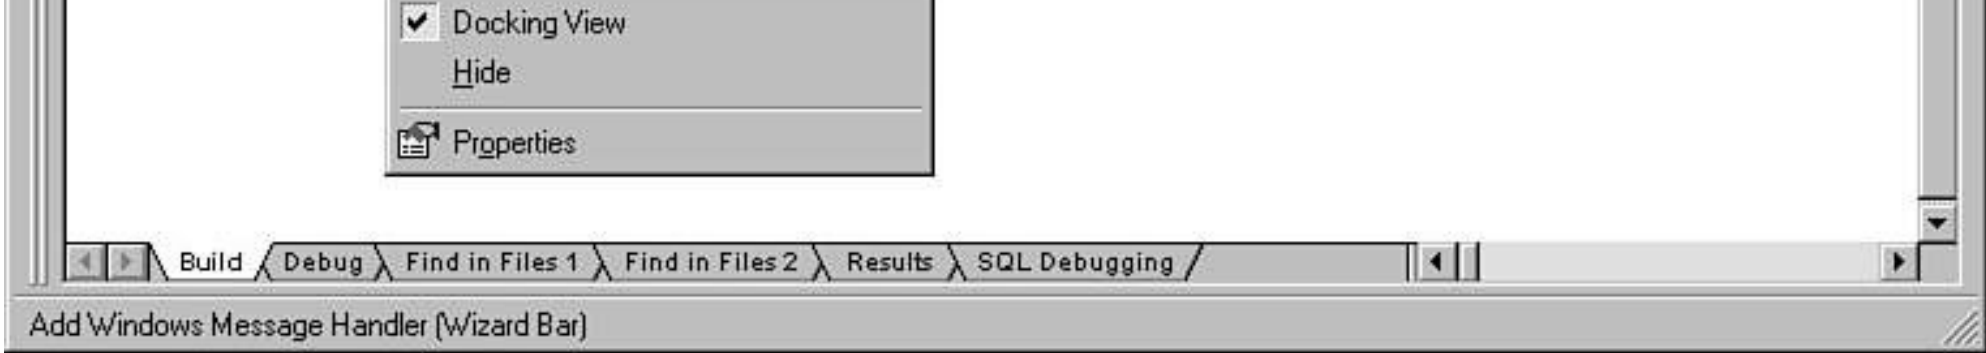 Docking View
Hide
Properties
Build Debug Find in Files 1 Find in Files 2 Results SQL Debugging
Add Windows Message Handler (Wizard Bar)